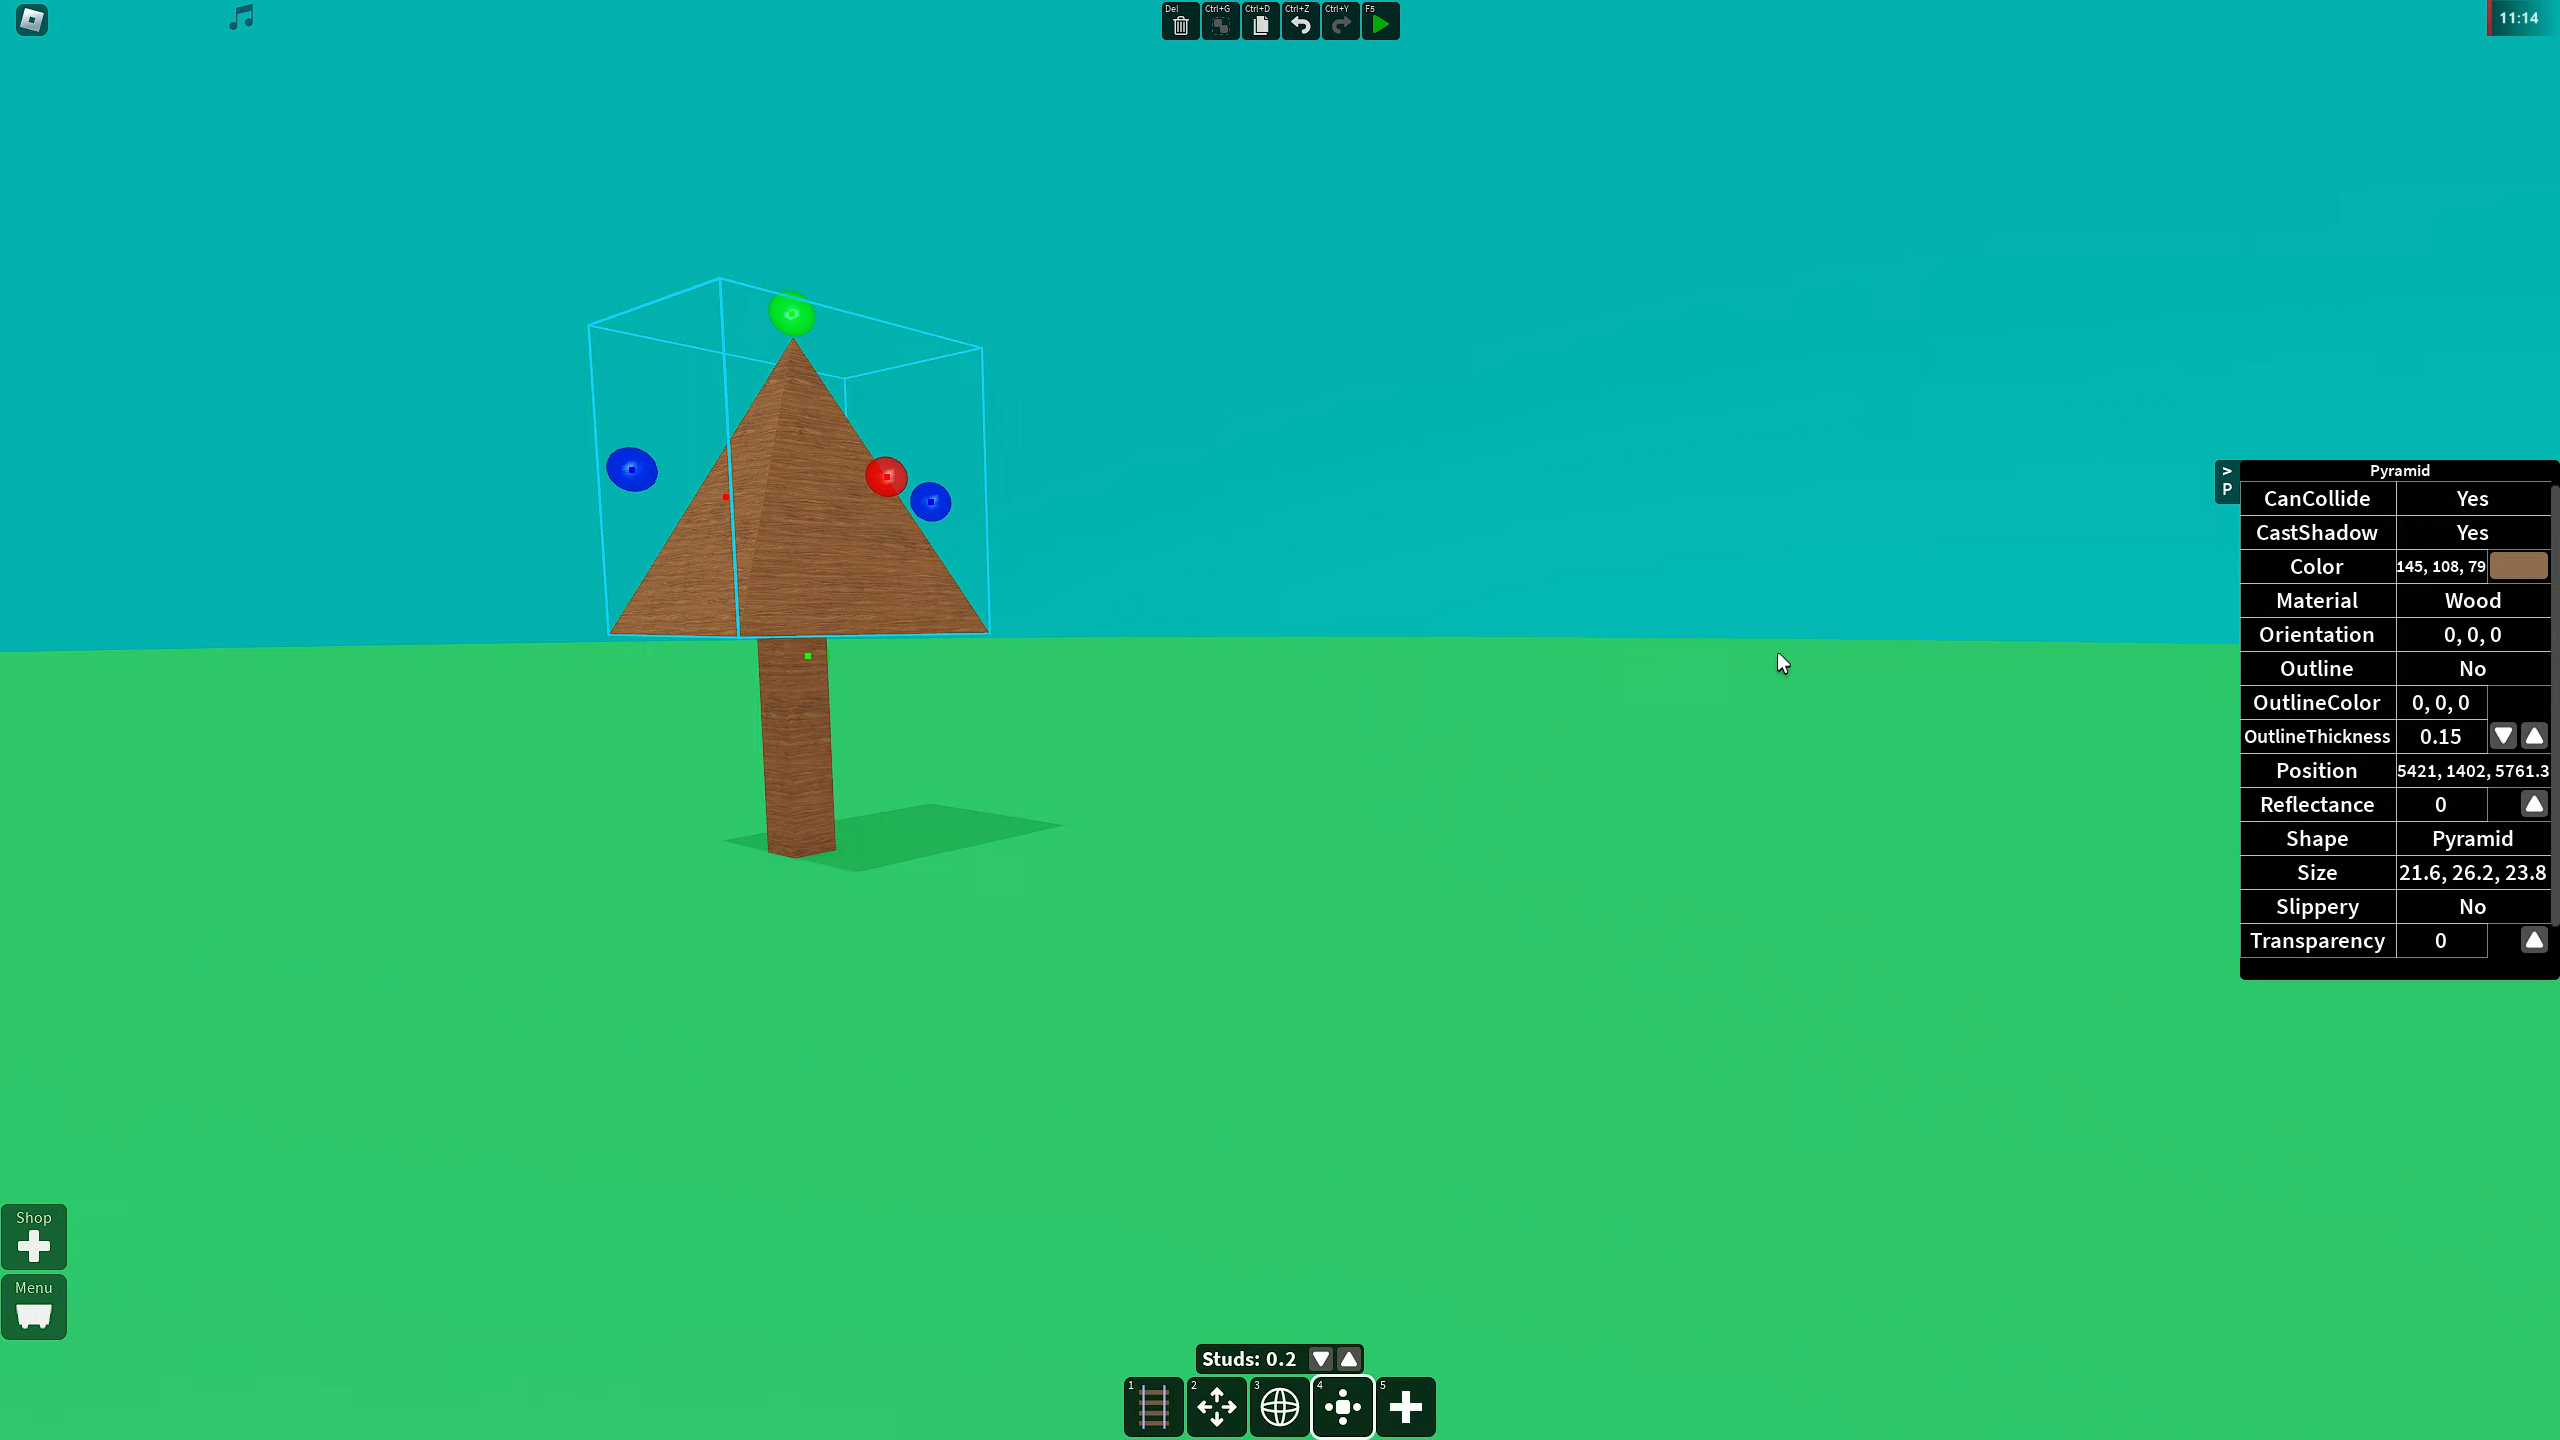 Del
Ctrl+G
Ctrl+D
Ctrl+Z
Ctrl+Y
F5
11:14
> Pyramid
P
CanCollide Yes
CastShadow Yes
Color 145, 108, 79
Material Wood
Orientation 0, 0, 0
Outline No
OutlineColor 0, 0, 0
OutlineThickness 0.15
Position 5421, 1402, 5761.3
Reflectance 0
Shape Pyramid
Size 21.6, 26.2, 23.8
Slippery No
Transparency 0
Shop
Menu
Studs: 0.2
1
2
3
4
5